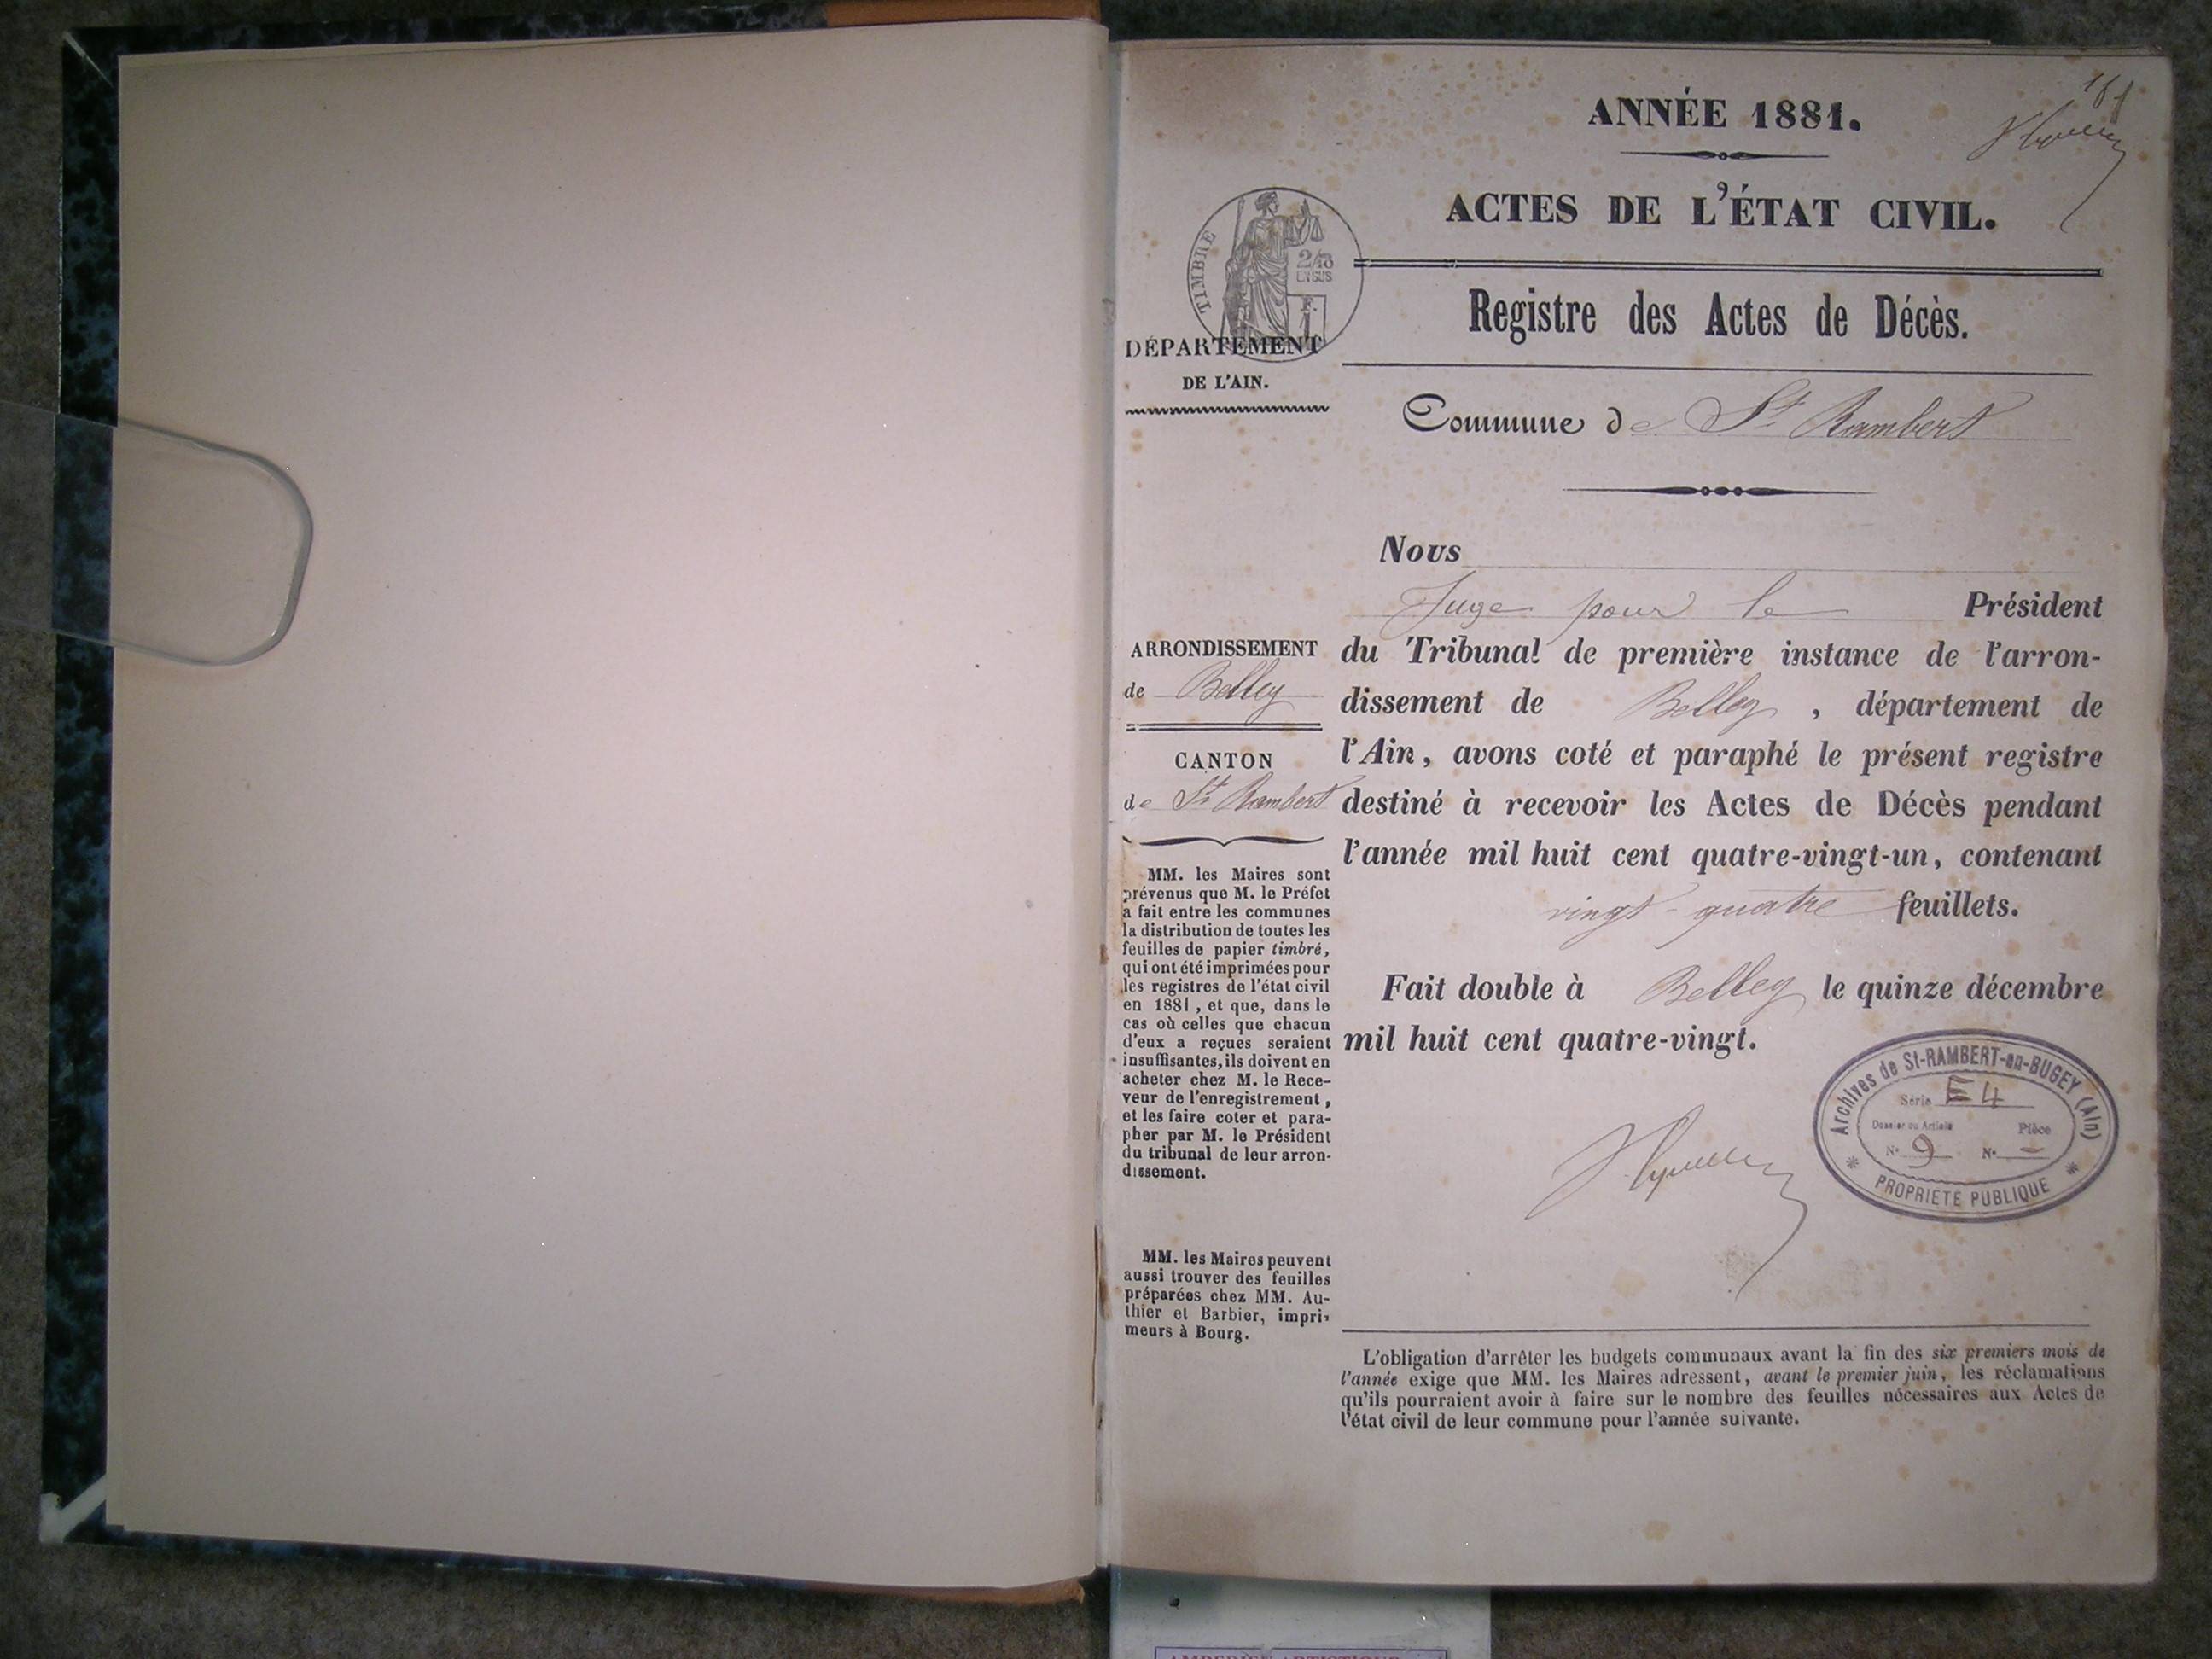 ANNÉE 1881.
ACTES DE L'ÉTAT CIVIL.
TIMBRE
2/10
EN SUS
F.
1
Registre des Actes de Décès.
DÉPARTEMENT
DE L'AIN.
Commune de St Rambert
Nous
Juge pour le Président
du Tribunal de première instance de l'arron-
dissement de Belley, département de
l'Ain, avons coté et paraphé le présent registre
destiné à recevoir les Actes de Décès pendant
l'année mil huit cent quatre-vingt-un, contenant
vingt-quatre feuillets.
Fait double à Belley le quinze décembre
mil huit cent quatre-vingt.
ARRONDISSEMENT
de Belley
CANTON
de St Rambert
MM. les Maires sont
prévenus que M. le Préfet
a fait entre les communes
la distribution de toutes les
feuilles de papier timbré,
qui ont été imprimées pour
les registres de l'état civil
en 1881, et que, dans le
cas où celles que chacun
d'eux a reçues seraient
insuffisantes, ils doivent en
acheter chez M. le Rece-
veur de l'enregistrement,
et les faire coter et para-
pher par M. le Président
du tribunal de leur arron-
dissement.
MM. les Maires peuvent
aussi trouver des feuilles
préparées chez MM. Au-
thier et Barbier, impri-
meurs à Bourg.
Archives de St-RAMBERT-en-BUGEY (Ain)
Série E4
Dossier ou Article Pièce
N° 9 N° -
PROPRIÉTÉ PUBLIQUE
L'obligation d'arrêter les budgets communaux avant la fin des six premiers mois de
l'année exige que MM. les Maires adressent, avant le premier juin, les réclamations
qu'ils pourraient avoir à faire sur le nombre des feuilles nécessaires aux Actes de
l'état civil de leur commune pour l'année suivante.